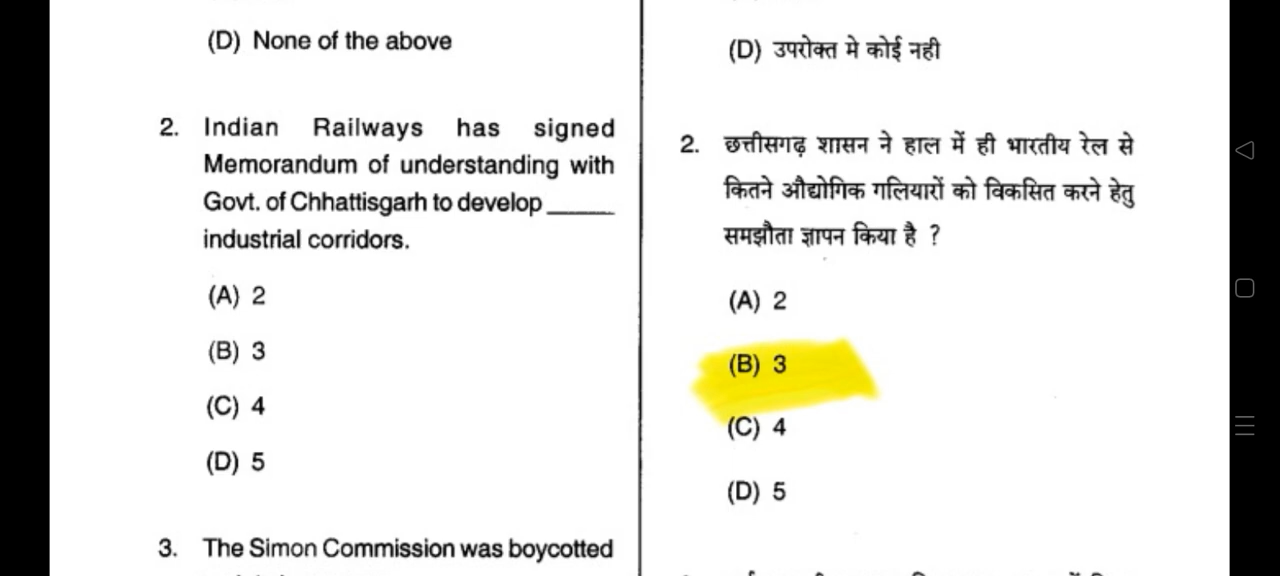 (D) None of the above
2. Indian Railways has signed
Memorandum of understanding with
Govt. of Chhattisgarh to develop ______
industrial corridors.
(A) 2
(B) 3
(C) 4
(D) 5
3. The Simon Commission was boycotted
(D) उपरोक्त मे कोई नही
2. छत्तीसगढ़ शासन ने हाल में ही भारतीय रेल से
कितने औद्योगिक गलियारों को विकसित करने हेतु
समझौता ज्ञापन किया है ?
(A) 2
(B) 3
(C) 4
(D) 5